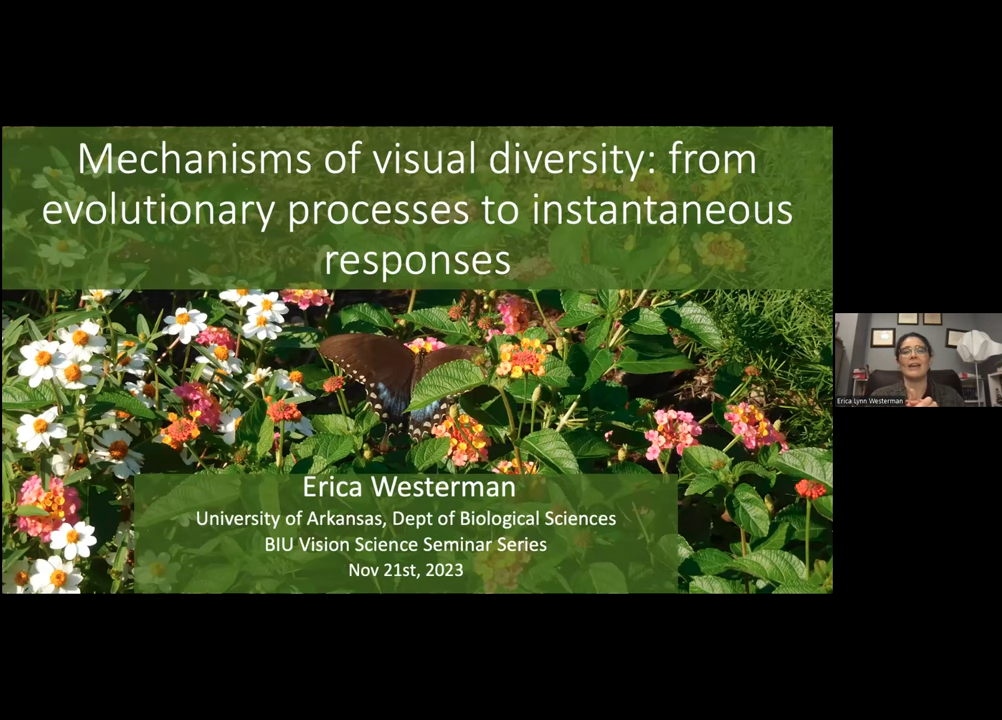 Mechanisms of visual diversity: from
evolutionary processes to instantaneous
responses
Erica Westerman
University of Arkansas, Dept of Biological Sciences
BIU Vision Science Seminar Series
Nov 21st, 2023
Erica Lynn Westerman